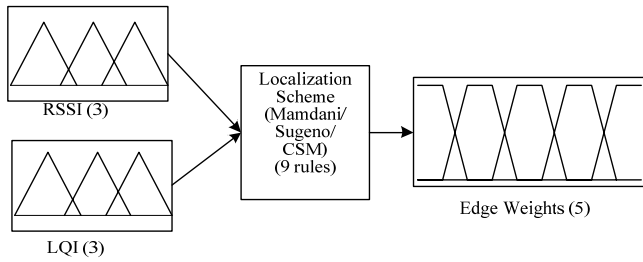 RSSI (3)
LQI (3)
Localization
Scheme
(Mamdani/
Sugeno/
CSM)
(9 rules)
Edge Weights (5)